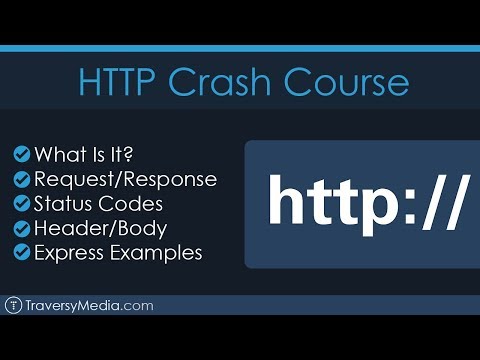 HTTP Crash Course
What Is It?
Request/Response
Status Codes
Header/Body
Express Examples
http://
TraversyMedia.com